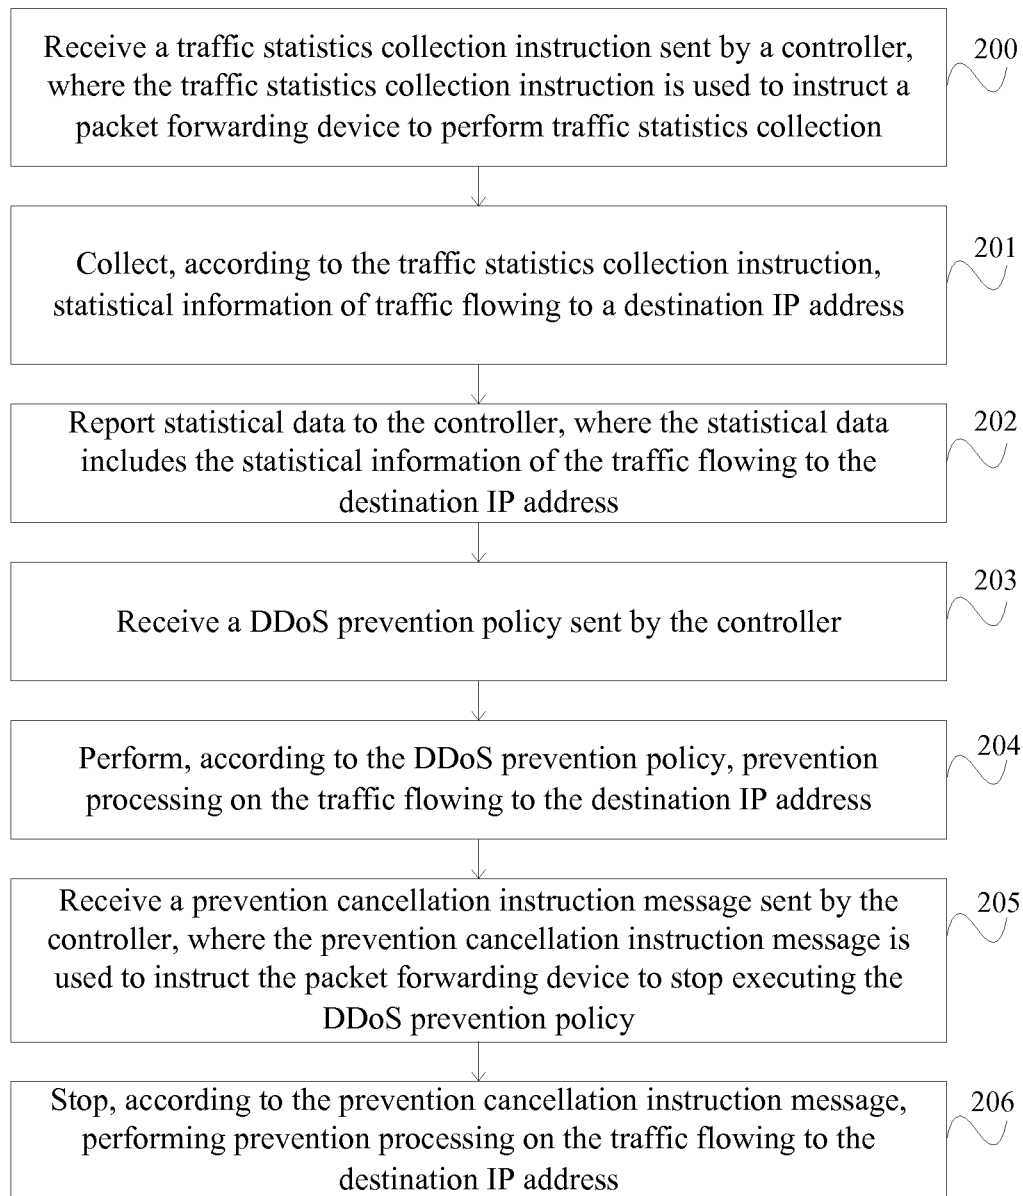 Receive a traffic statistics collection instruction sent by a controller,
where the traffic statistics collection instruction is used to instruct a
packet forwarding device to perform traffic statistics collection
200
Collect, according to the traffic statistics collection instruction,
statistical information of traffic flowing to a destination IP address
201
Report statistical data to the controller, where the statistical data
includes the statistical information of the traffic flowing to the
destination IP address
202
Receive a DDoS prevention policy sent by the controller
203
Perform, according to the DDoS prevention policy, prevention
processing on the traffic flowing to the destination IP address
204
Receive a prevention cancellation instruction message sent by the
controller, where the prevention cancellation instruction message is
used to instruct the packet forwarding device to stop executing the
DDoS prevention policy
205
Stop, according to the prevention cancellation instruction message,
performing prevention processing on the traffic flowing to the
destination IP address
206